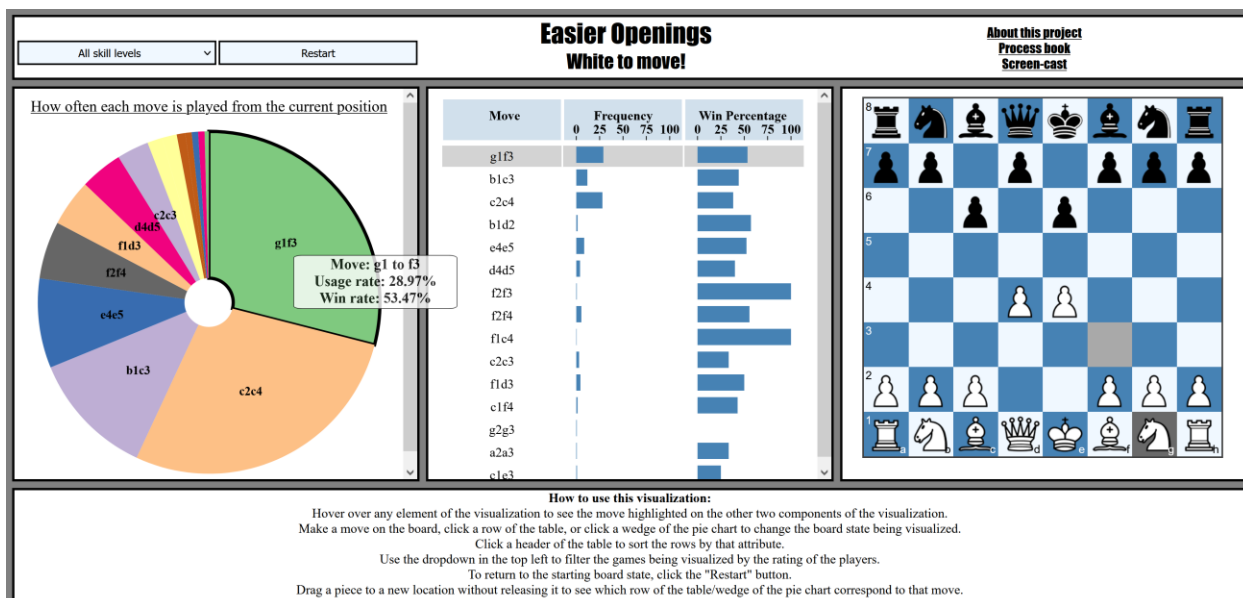 All skill levels
Restart
Easier Openings
White to move!
About this project
Process book
Screen-cast
How often each move is played from the current position
g1f3
c2c4
b1c3
e4e5
f2f4
f1d3
d4d5
c2c3
Move: g1 to f3
Usage rate: 28.97%
Win rate: 53.47%
Move Frequency Win Percentage
0 25 50 75 100 0 25 50 75 100
g1f3
b1c3
c2c4
b1d2
e4e5
d4d5
f2f3
f2f4
f1c4
c2c3
f1d3
c1f4
g2g3
a2a3
c1e3
8
7
6
5
4
3
2
1
a b c d e f g h
How to use this visualization:
Hover over any element of the visualization to see the move highlighted on the other two components of the visualization.
Make a move on the board, click a row of the table, or click a wedge of the pie chart to change the board state being visualized.
Click a header of the table to sort the rows by that attribute.
Use the dropdown in the top left to filter the games being visualized by the rating of the players.
To return to the starting board state, click the "Restart" button.
Drag a piece to a new location without releasing it to see which row of the table/wedge of the pie chart correspond to that move.